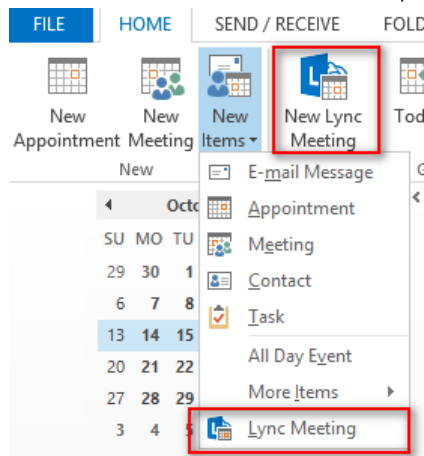 FILE HOME SEND / RECEIVE FOLD
New Appointment
New Meeting
New Items
New Lync Meeting
Tod
New
E-mail Message
Appointment
Meeting
Contact
Task
All Day Event
More Items
Lync Meeting
Octo
SU MO TU
29 30 1
6 7 8
13 14 15
20 21 22
27 28 29
3 4 5